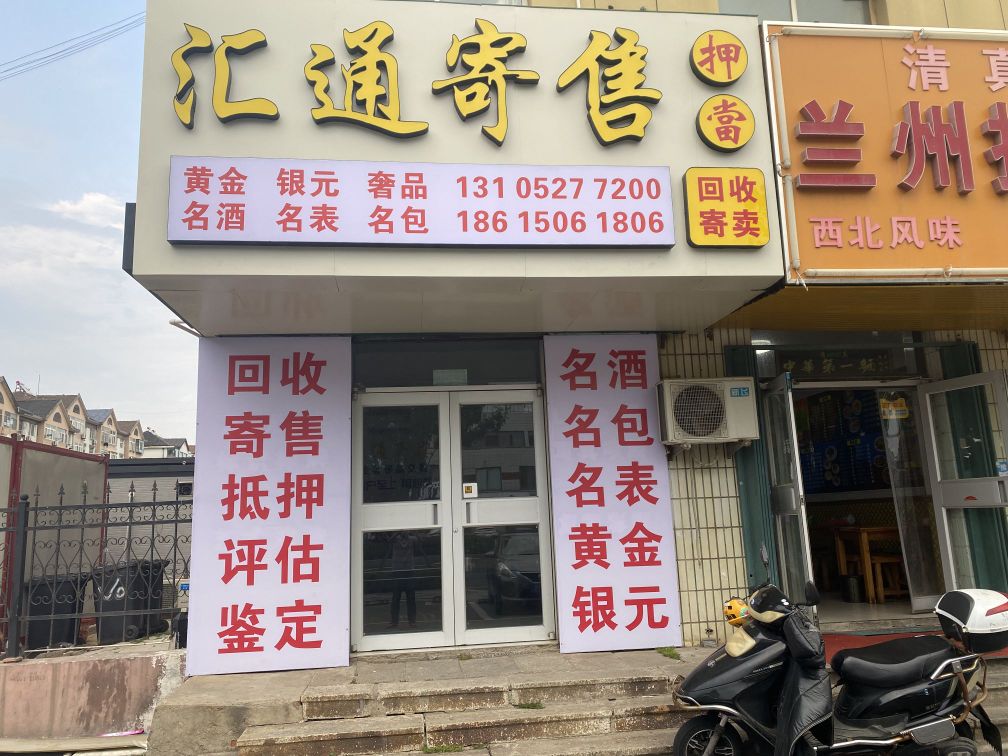 汇通寄售
押
當
黄金 银元 奢品 131 0527 7200
名酒 名表 名包 186 1506 1806
回收
寄卖
清真
兰州
西北风味
回收
寄售
抵押
评估
鉴定
名酒
名包
名表
黄金
银元